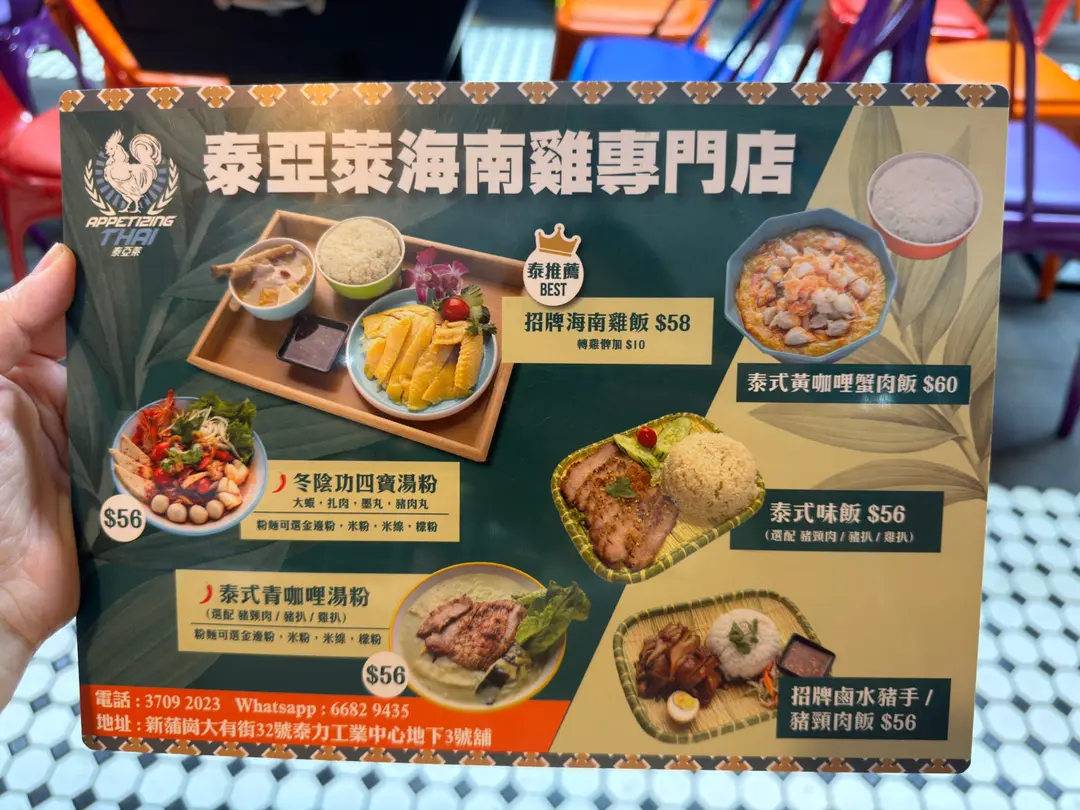 泰亞萊海南雞專門店
APPETIZING
THAI
泰亞萊
泰推薦
BEST
招牌海南雞飯 $58
轉雞髀加 $10
泰式黃咖哩蟹肉飯 $60
冬陰功四寶湯粉
大蝦，扎肉，墨丸，豬肉丸
粉麵可選金邊粉，米粉，米線，檬粉
$56
泰式味飯 $56
（選配 豬頸肉 / 豬扒 / 雞扒）
泰式青咖哩湯粉
（選配 豬頸肉 / 豬扒 / 雞扒）
粉麵可選金邊粉，米粉，米線，檬粉
$56
招牌鹵水豬手 /
豬頸肉飯 $56
電話 : 3709 2023 Whatsapp : 6682 9435
地址 : 新蒲崗大有街32號泰力工業中心地下3號舖